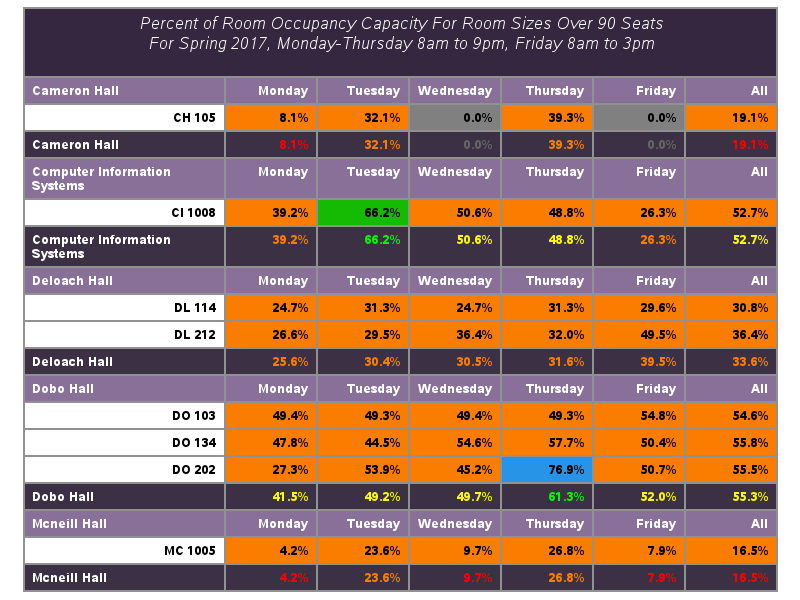 Percent of Room Occupancy Capacity For Room Sizes Over 90 Seats
For Spring 2017, Monday-Thursday 8am to 9pm, Friday 8am to 3pm
Cameron Hall Monday Tuesday Wednesday Thursday Friday All
CH 105 8.1% 32.1% 0.0% 39.3% 0.0% 19.1%
Cameron Hall 8.1% 32.1% 0.0% 39.3% 0.0% 19.1%
Computer Information Monday Tuesday Wednesday Thursday Friday All
Systems
CI 1008 39.2% 66.2% 50.6% 48.8% 26.3% 52.7%
Computer Information 39.2% 66.2% 50.6% 48.8% 26.3% 52.7%
Systems
Deloach Hall Monday Tuesday Wednesday Thursday Friday All
DL 114 24.7% 31.3% 24.7% 31.3% 29.6% 30.8%
DL 212 26.6% 29.5% 36.4% 32.0% 49.5% 36.4%
Deloach Hall 25.6% 30.4% 30.5% 31.6% 39.5% 33.6%
Dobo Hall Monday Tuesday Wednesday Thursday Friday All
DO 103 49.4% 49.3% 49.4% 49.3% 54.8% 54.6%
DO 134 47.8% 44.5% 54.6% 57.7% 50.4% 55.8%
DO 202 27.3% 53.9% 45.2% 76.9% 50.7% 55.5%
Dobo Hall 41.5% 49.2% 49.7% 61.3% 52.0% 55.3%
Mcneill Hall Monday Tuesday Wednesday Thursday Friday All
MC 1005 4.2% 23.6% 9.7% 26.8% 7.9% 16.5%
Mcneill Hall 4.2% 23.6% 9.7% 26.8% 7.9% 16.5%